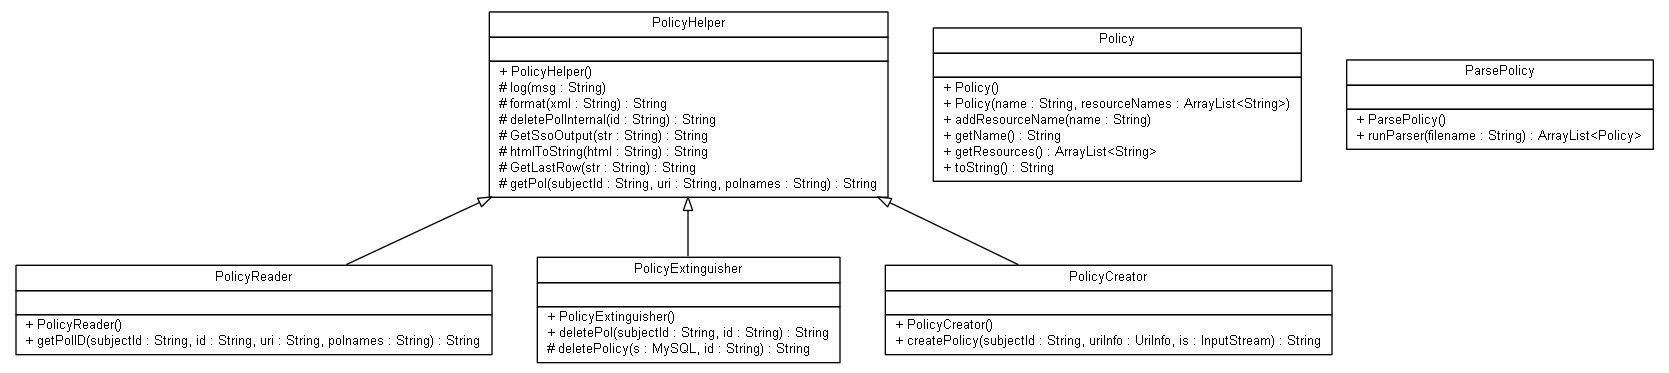 PolicyHelper
+ PolicyHelper()
# log(msg : String)
# format(xml : String) : String
# deletePolInternal(id : String) : String
# GetSsoOutput(str : String) : String
# htmlToString(html : String) : String
# GetLastRow(str : String) : String
# getPol(subjectId : String, uri : String, polnames : String) : String
Policy
+ Policy()
+ Policy(name : String, resourceNames : ArrayList<String>)
+ addResourceName(name : String)
+ getName() : String
+ getResources() : ArrayList<String>
+ toString() : String
ParsePolicy
+ ParsePolicy()
+ runParser(filename : String) : ArrayList<Policy>
PolicyReader
+ PolicyReader()
+ getPolID(subjectId : String, id : String, uri : String, polnames : String) : String
PolicyExtinguisher
+ PolicyExtinguisher()
+ deletePol(subjectId : String, id : String) : String
# deletePolicy(s : MySQL, id : String) : String
PolicyCreator
+ PolicyCreator()
+ createPolicy(subjectId : String, uriInfo : UriInfo, is : InputStream) : String